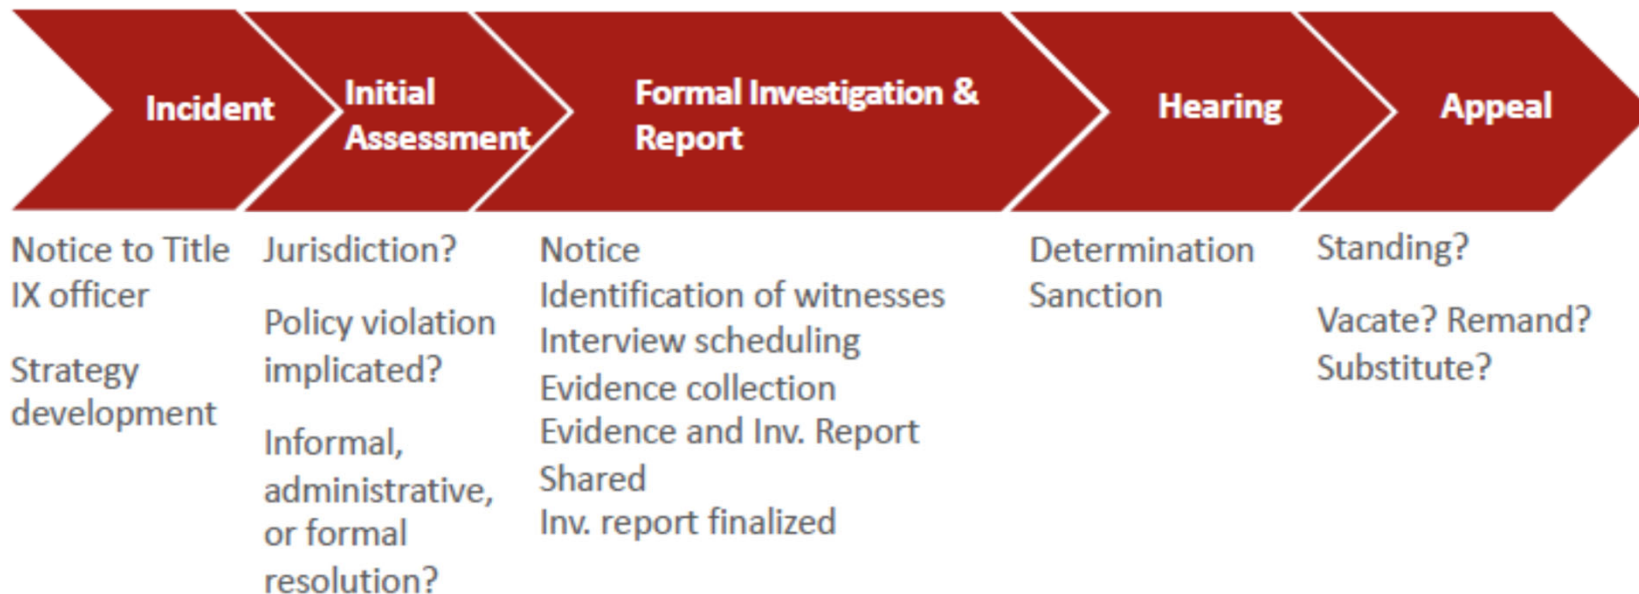 Incident
Initial
Assessment
Formal Investigation &
Report
Hearing
Appeal
Notice to Title
IX officer
Strategy
development
Jurisdiction?
Policy violation
implicated?
Informal,
administrative,
or formal
resolution?
Notice
Identification of witnesses
Interview scheduling
Evidence collection
Evidence and Inv. Report
Shared
Inv. report finalized
Determination
Sanction
Standing?
Vacate? Remand?
Substitute?